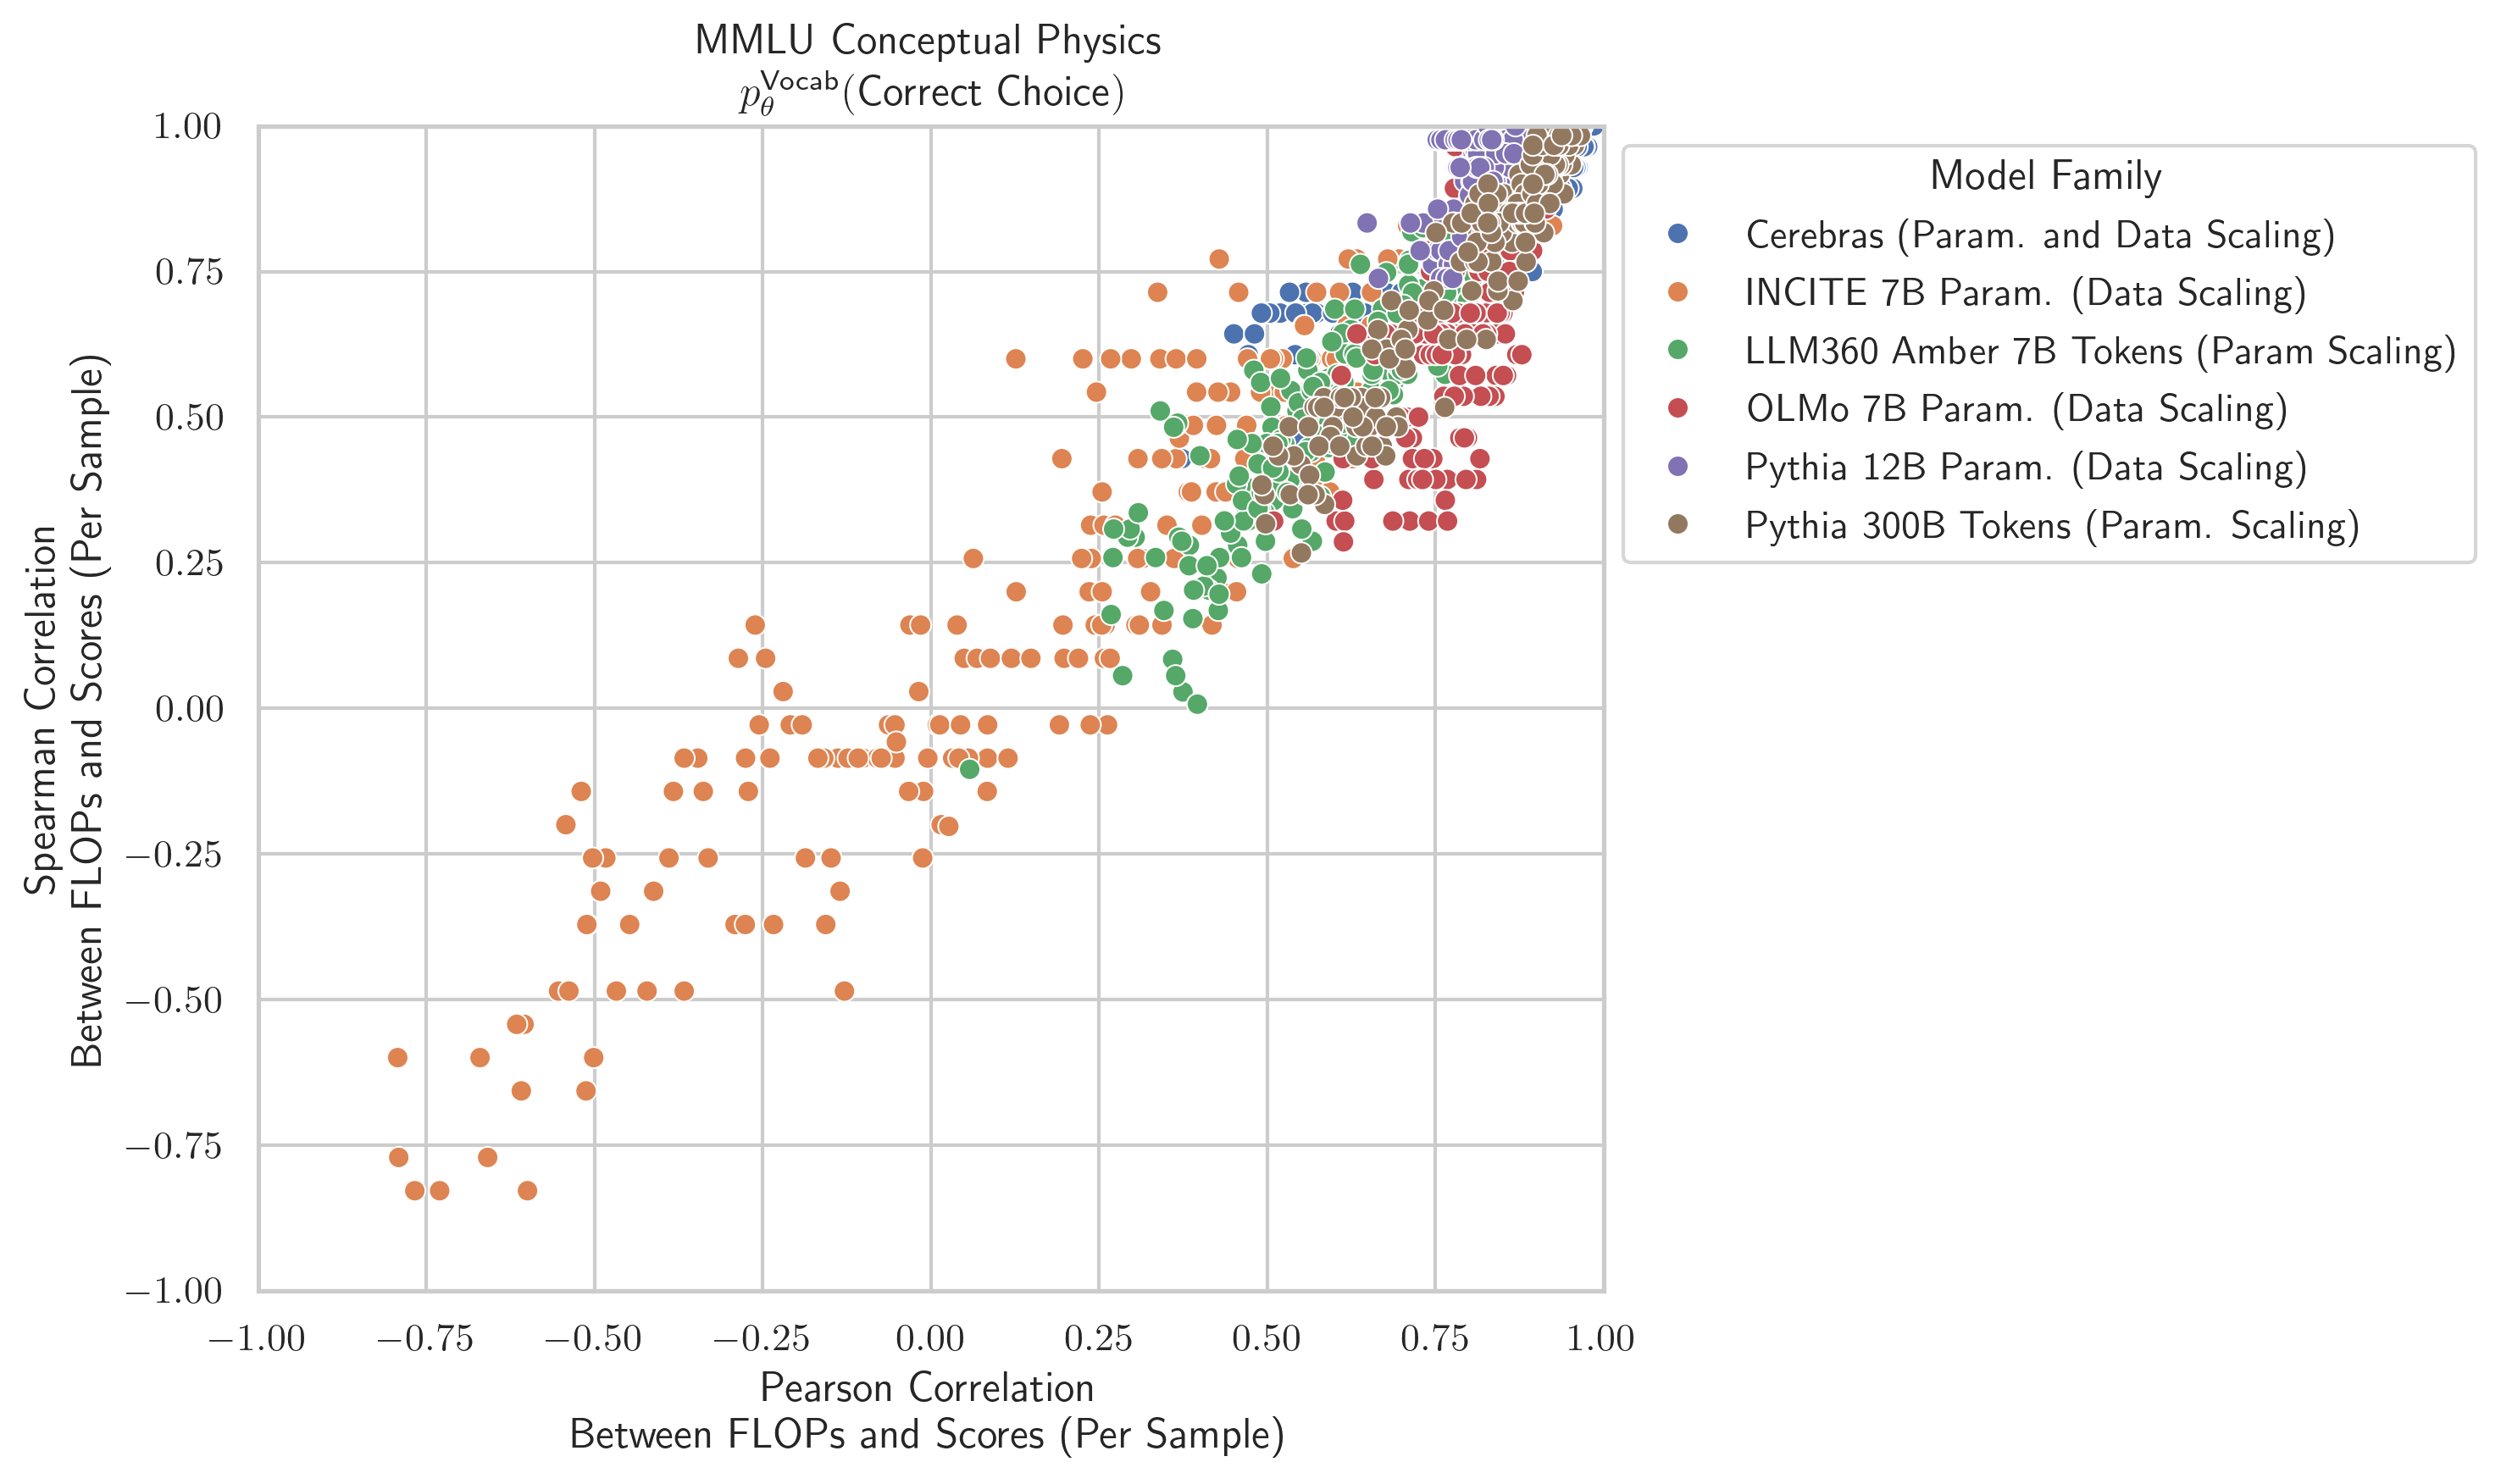 MMLU Conceptual Physics
p_θ^Vocab(Correct Choice)
1.00
0.75
0.50
0.25
0.00
−0.25
−0.50
−0.75
−1.00
Spearman Correlation
Between FLOPs and Scores (Per Sample)
−1.00
−0.75
−0.50
−0.25
0.00
0.25
0.50
0.75
1.00
Pearson Correlation
Between FLOPs and Scores (Per Sample)
Model Family
Cerebras (Param. and Data Scaling)
INCITE 7B Param. (Data Scaling)
LLM360 Amber 7B Tokens (Param Scaling)
OLMo 7B Param. (Data Scaling)
Pythia 12B Param. (Data Scaling)
Pythia 300B Tokens (Param. Scaling)